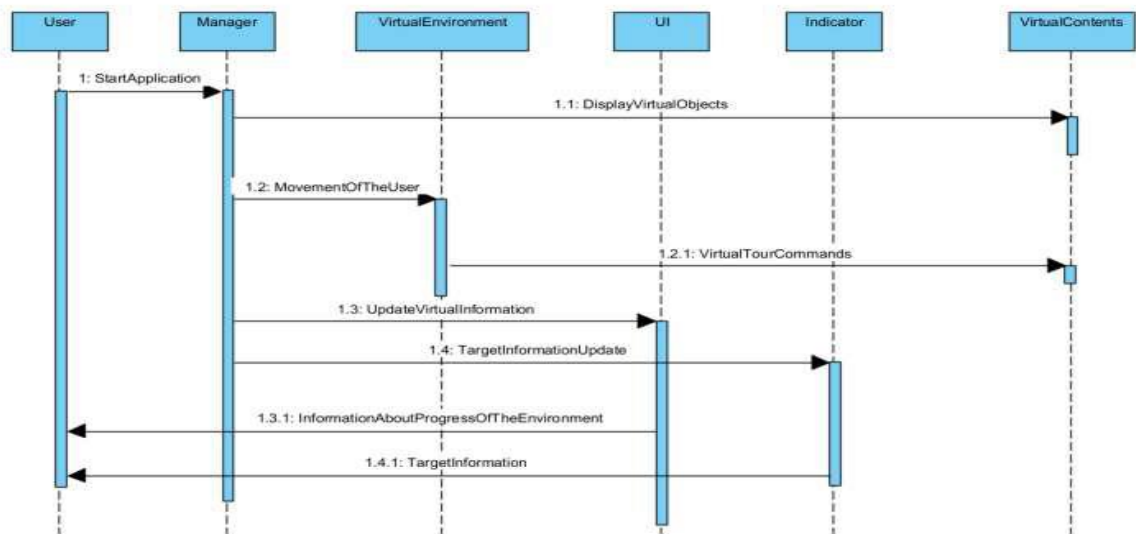 User
Manager
VirtualEnvironment
UI
Indicator
VirtualContents
1: StartApplication
1.1: DisplayVirtualObjects
1.2: MovementOfTheUser
1.2.1: VirtualTourCommands
1.3: UpdateVirtualInformation
1.4: TargetInformationUpdate
1.3.1: InformationAboutProgressOfTheEnvironment
1.4.1: TargetInformation